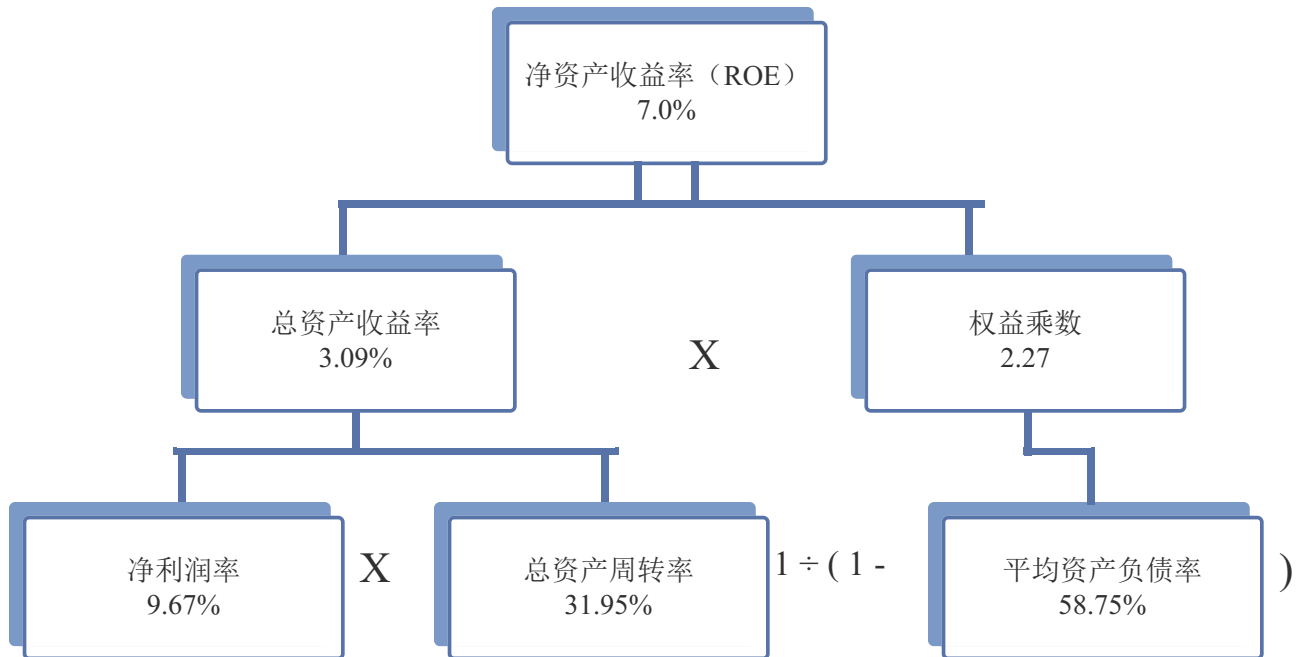 净资产收益率（ROE）
7.0%
总资产收益率
3.09%
X
权益乘数
2.27
净利润率
9.67%
X
总资产周转率
31.95%
1 ÷ ( 1 -
平均资产负债率
58.75%
)